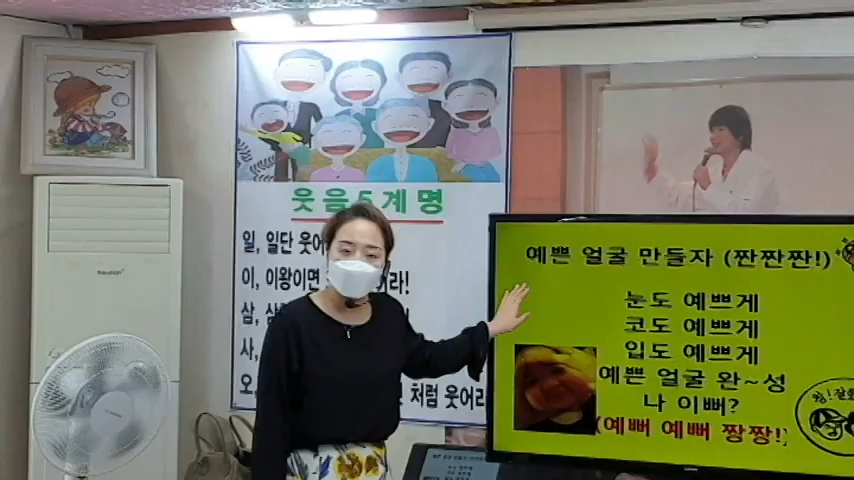 웃음5계명
일, 일단 웃어
이, 이왕이면 어라!
삼,
사,
오, 처럼 웃어라
예쁜 얼굴 만들자 (짠짠짠!)
눈도 예쁘게
코도 예쁘게
입도 예쁘게
예쁜 얼굴 완~성
나 이뻐?
(예뻐 예뻐 짱짱!)